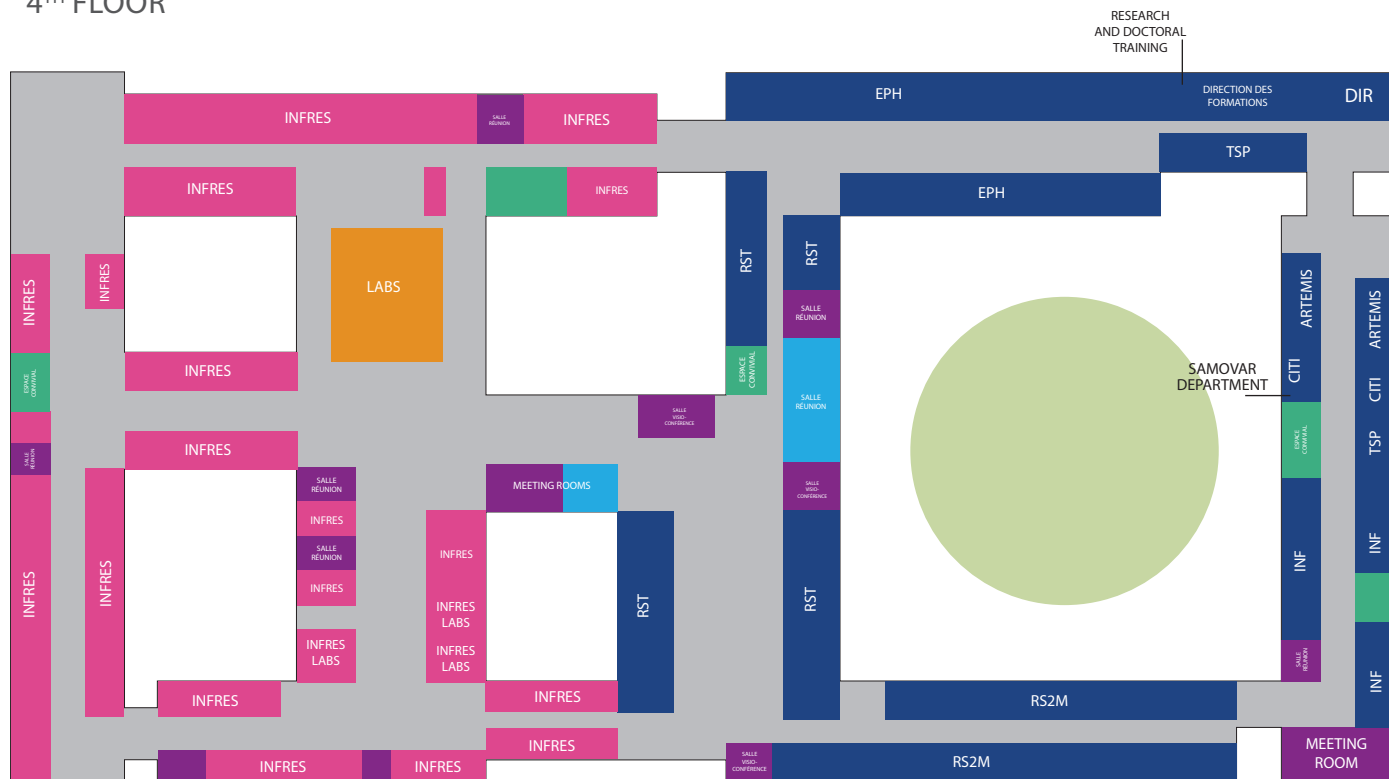 4TH FLOOR
RESEARCH
AND DOCTORAL
TRAINING
EPH
DIRECTION DES
FORMATIONS
DIR
INFRES
SALLE
RÉUNION
INFRES
TSP
INFRES
INFRES
EPH
RST
RST
INFRES
INFRES
LABS
SALLE
RÉUNION
ARTEMIS
ARTEMIS
ESPACE
CONVIVIAL
INFRES
ESPACE
CONVIVIAL
SALLE
RÉUNION
SAMOVAR
DEPARTMENT
CITI
CITI
SALLE
VISIO-
CONFÉRENCE
INFRES
SALLE
RÉUNION
ESPACE
CONVIVIAL
TSP
SALLE
RÉUNION
MEETING ROOMS
SALLE
VISIO-
CONFÉRENCE
INFRES
SALLE
RÉUNION
INFRES
INFRES
INF
INF
INFRES
INFRES
INFRES
LABS
RST
RST
INFRES
LABS
INFRES
LABS
SALLE
RÉUNION
INF
INFRES
INFRES
RS2M
INFRES
MEETING
ROOM
INFRES
INFRES
SALLE
VISIO-
CONFÉRENCE
RS2M